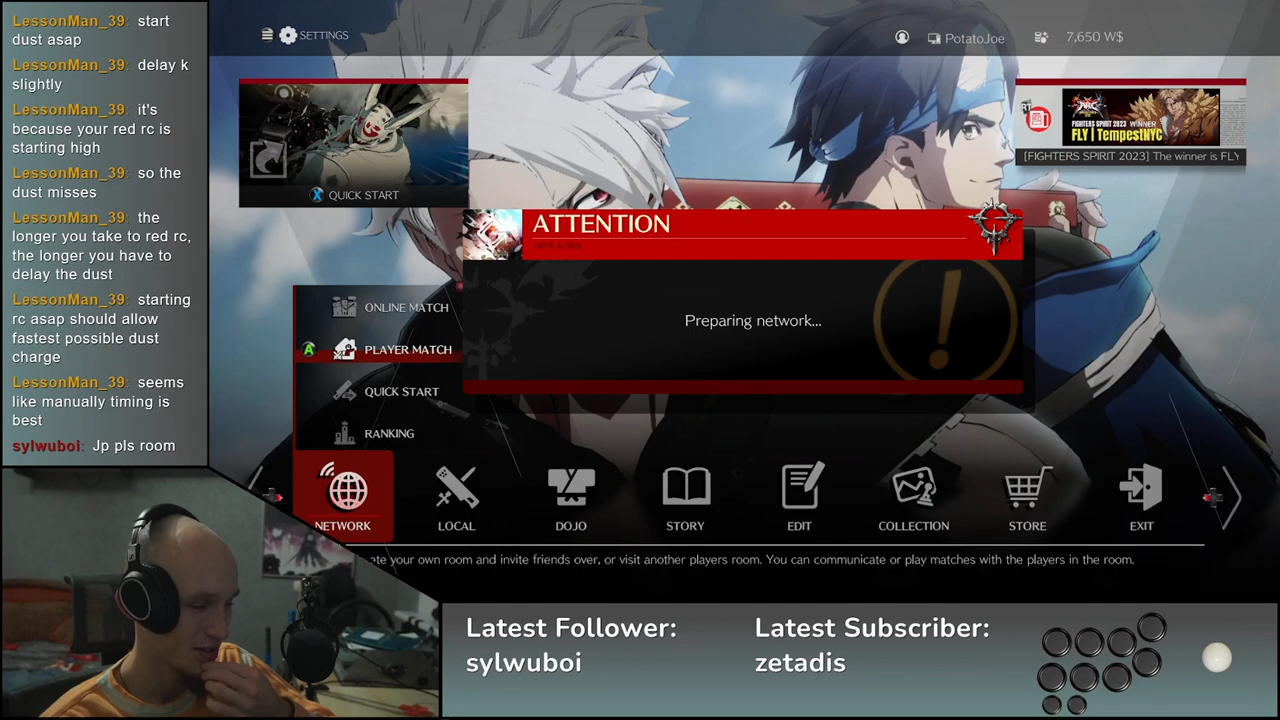 LessonMan_39: start
dust asap
LessonMan_39: delay k
slightly
LessonMan_39: it's
because your red rc is
starting high
LessonMan_39: so the
dust misses
LessonMan_39: the
longer you take to red rc,
the longer you have to
delay the dust
LessonMan_39: starting
rc asap should allow
fastest possible dust
charge
LessonMan_39: seems
like manually timing is
best
sylwuboi: Jp pls room
SETTINGS
PotatoJoe
7,650 W$
X QUICK START
FIGHTERS SPIRIT 2023 WINNER
FLY | TempestNYC
[FIGHTERS SPIRIT 2023] The winner is FLY
ATTENTION
Preparing network...
ONLINE MATCH
A PLAYER MATCH
QUICK START
RANKING
NETWORK
LOCAL
DOJO
STORY
EDIT
COLLECTION
STORE
EXIT
ate your own room and invite friends over, or visit another players room. You can communicate or play matches with the players in the room.
Latest Follower:
sylwuboi
Latest Subscriber:
zetadis